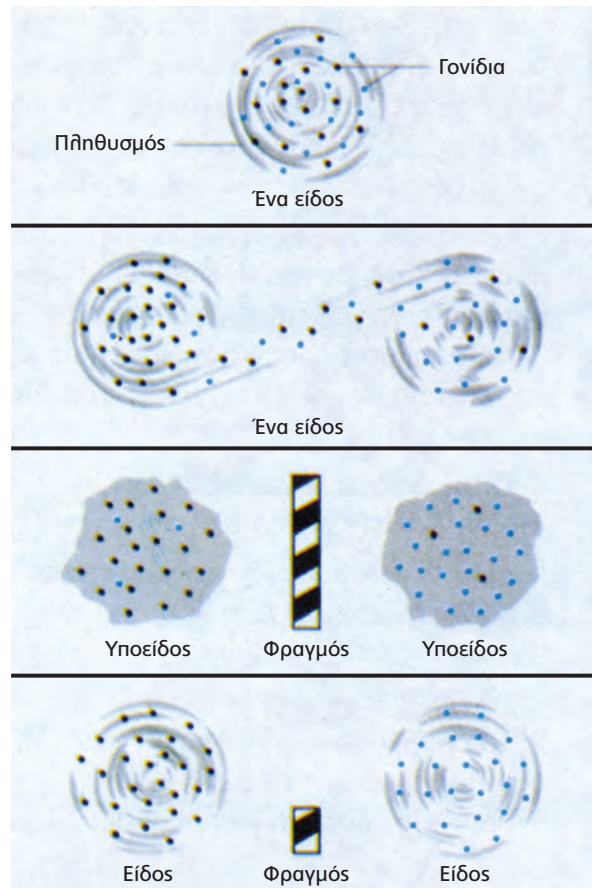 Γονίδια
Πληθυσμός
Ένα είδος
Ένα είδος
Υποείδος Φραγμός Υποείδος
Είδος Φραγμός Είδος